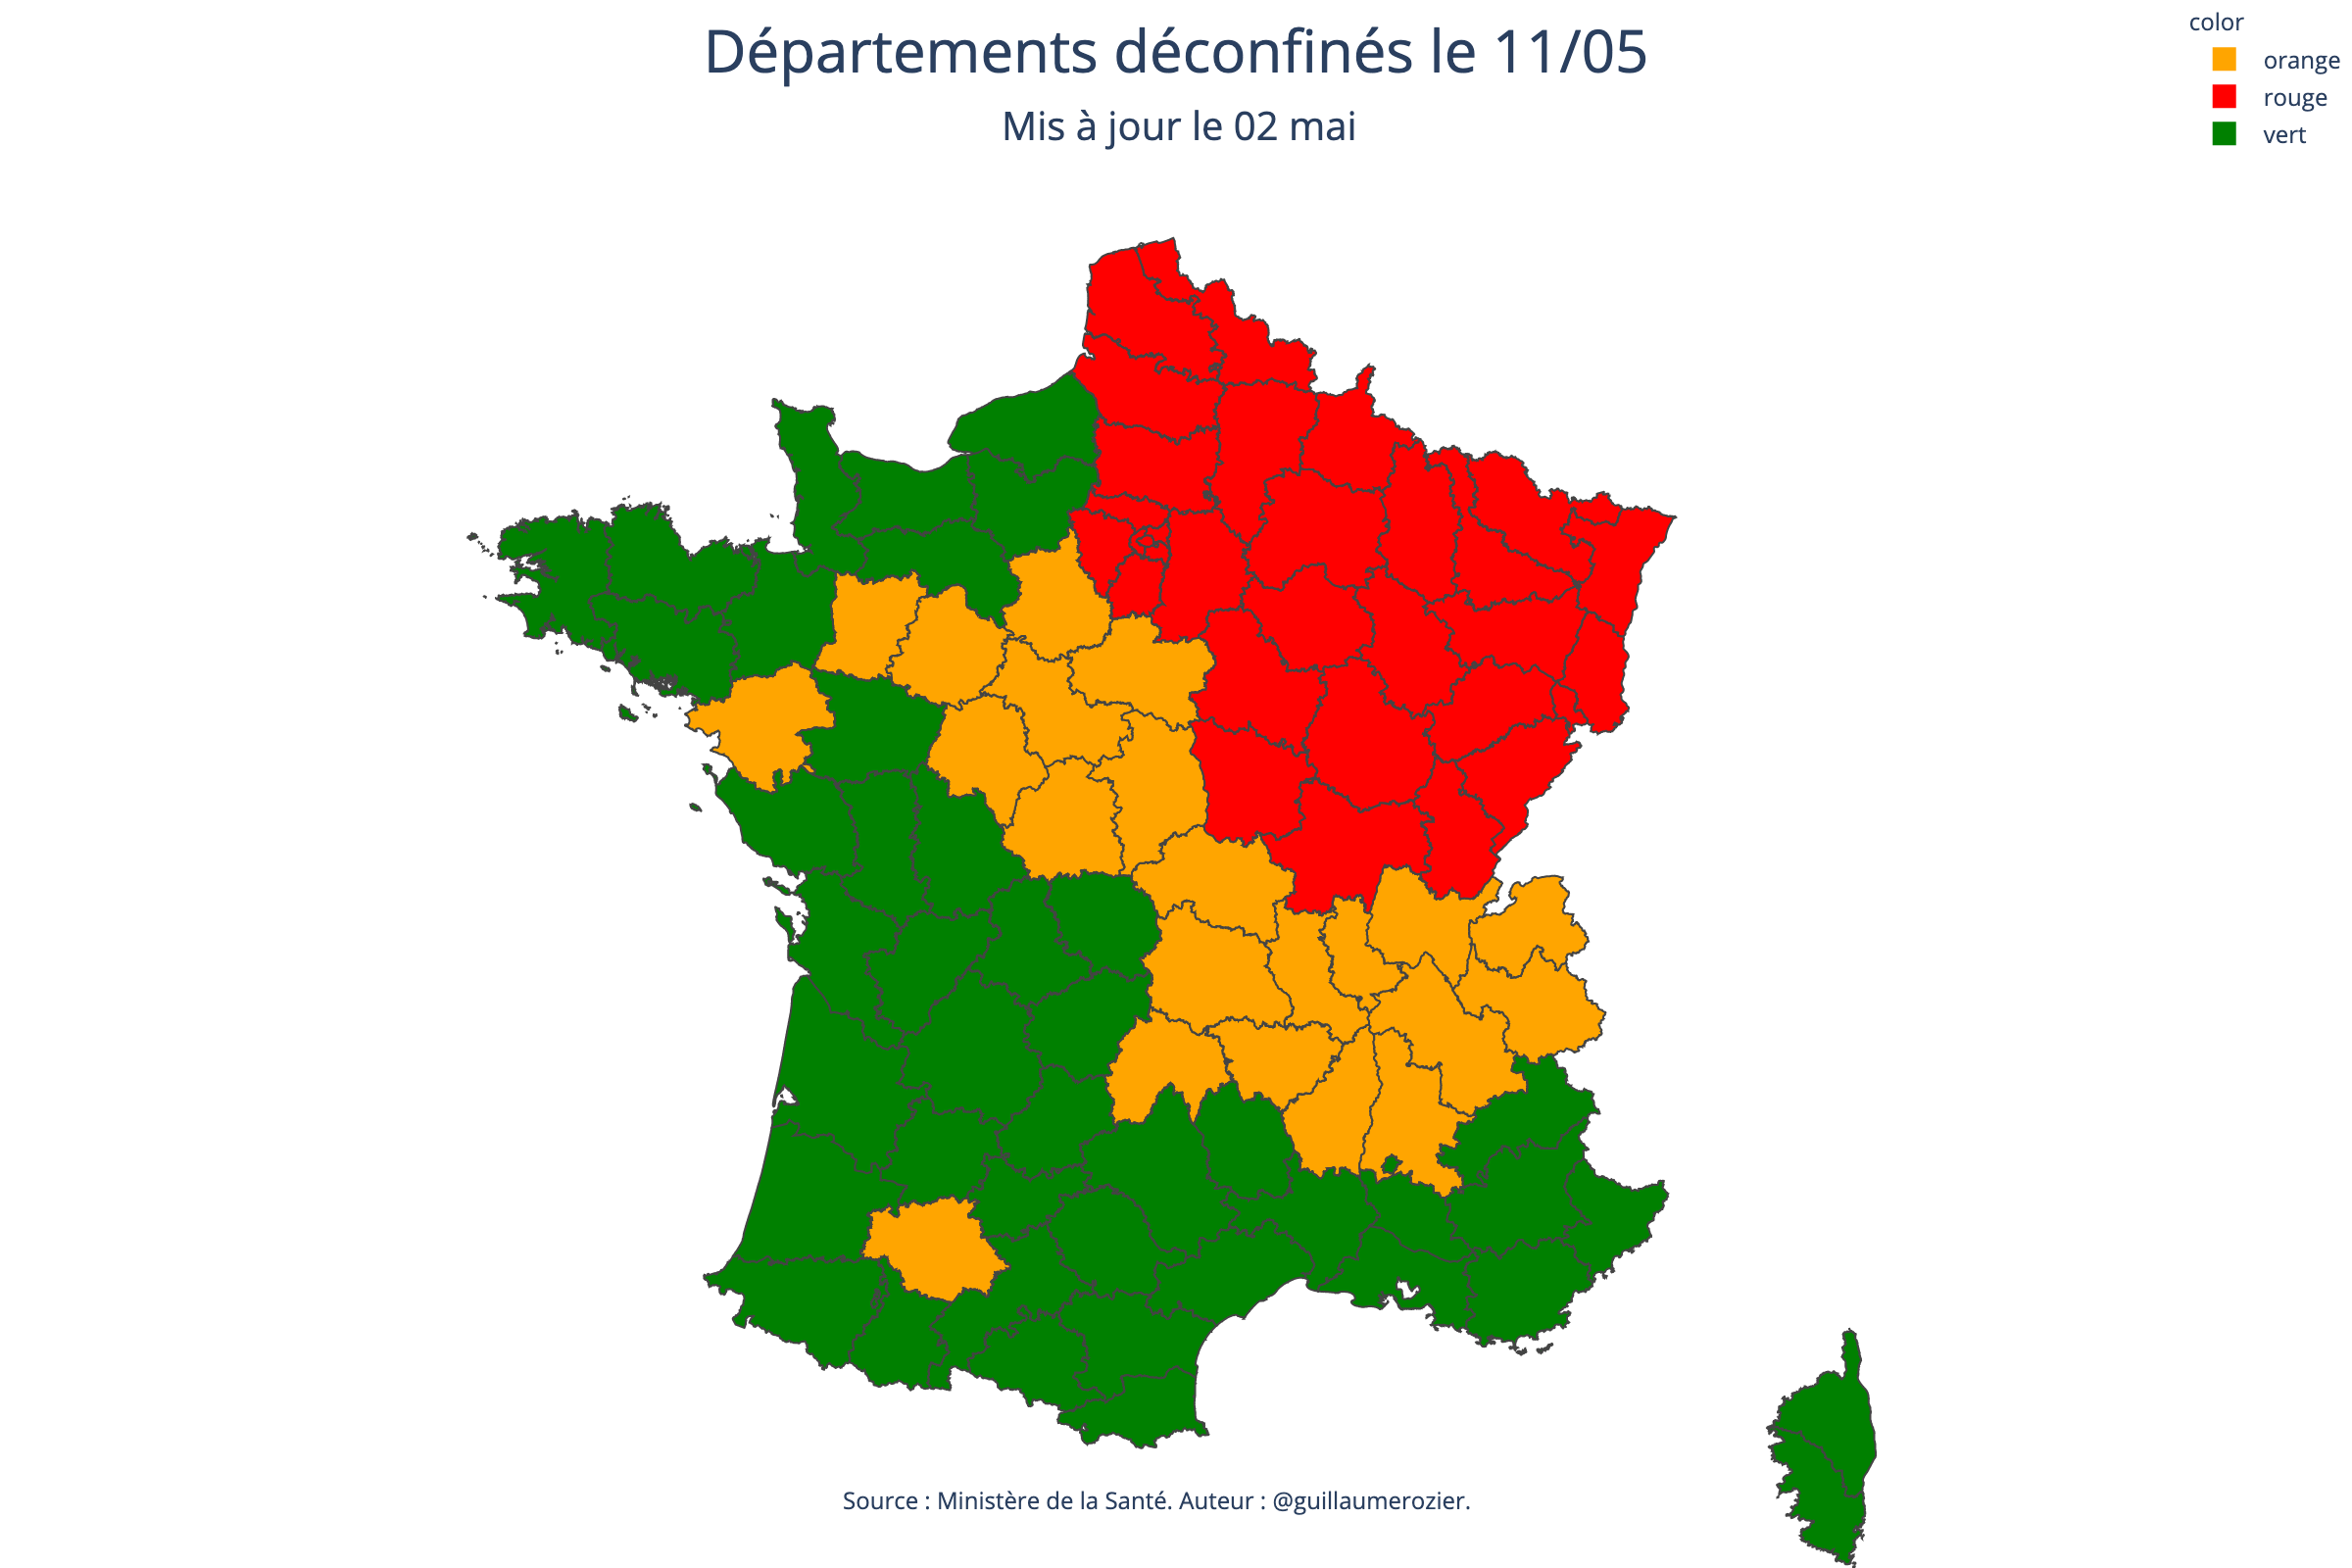 Départements déconfinés le 11/05
Mis à jour le 02 mai
color
orange
rouge
vert
Source : Ministère de la Santé. Auteur : @guillaumerozier.